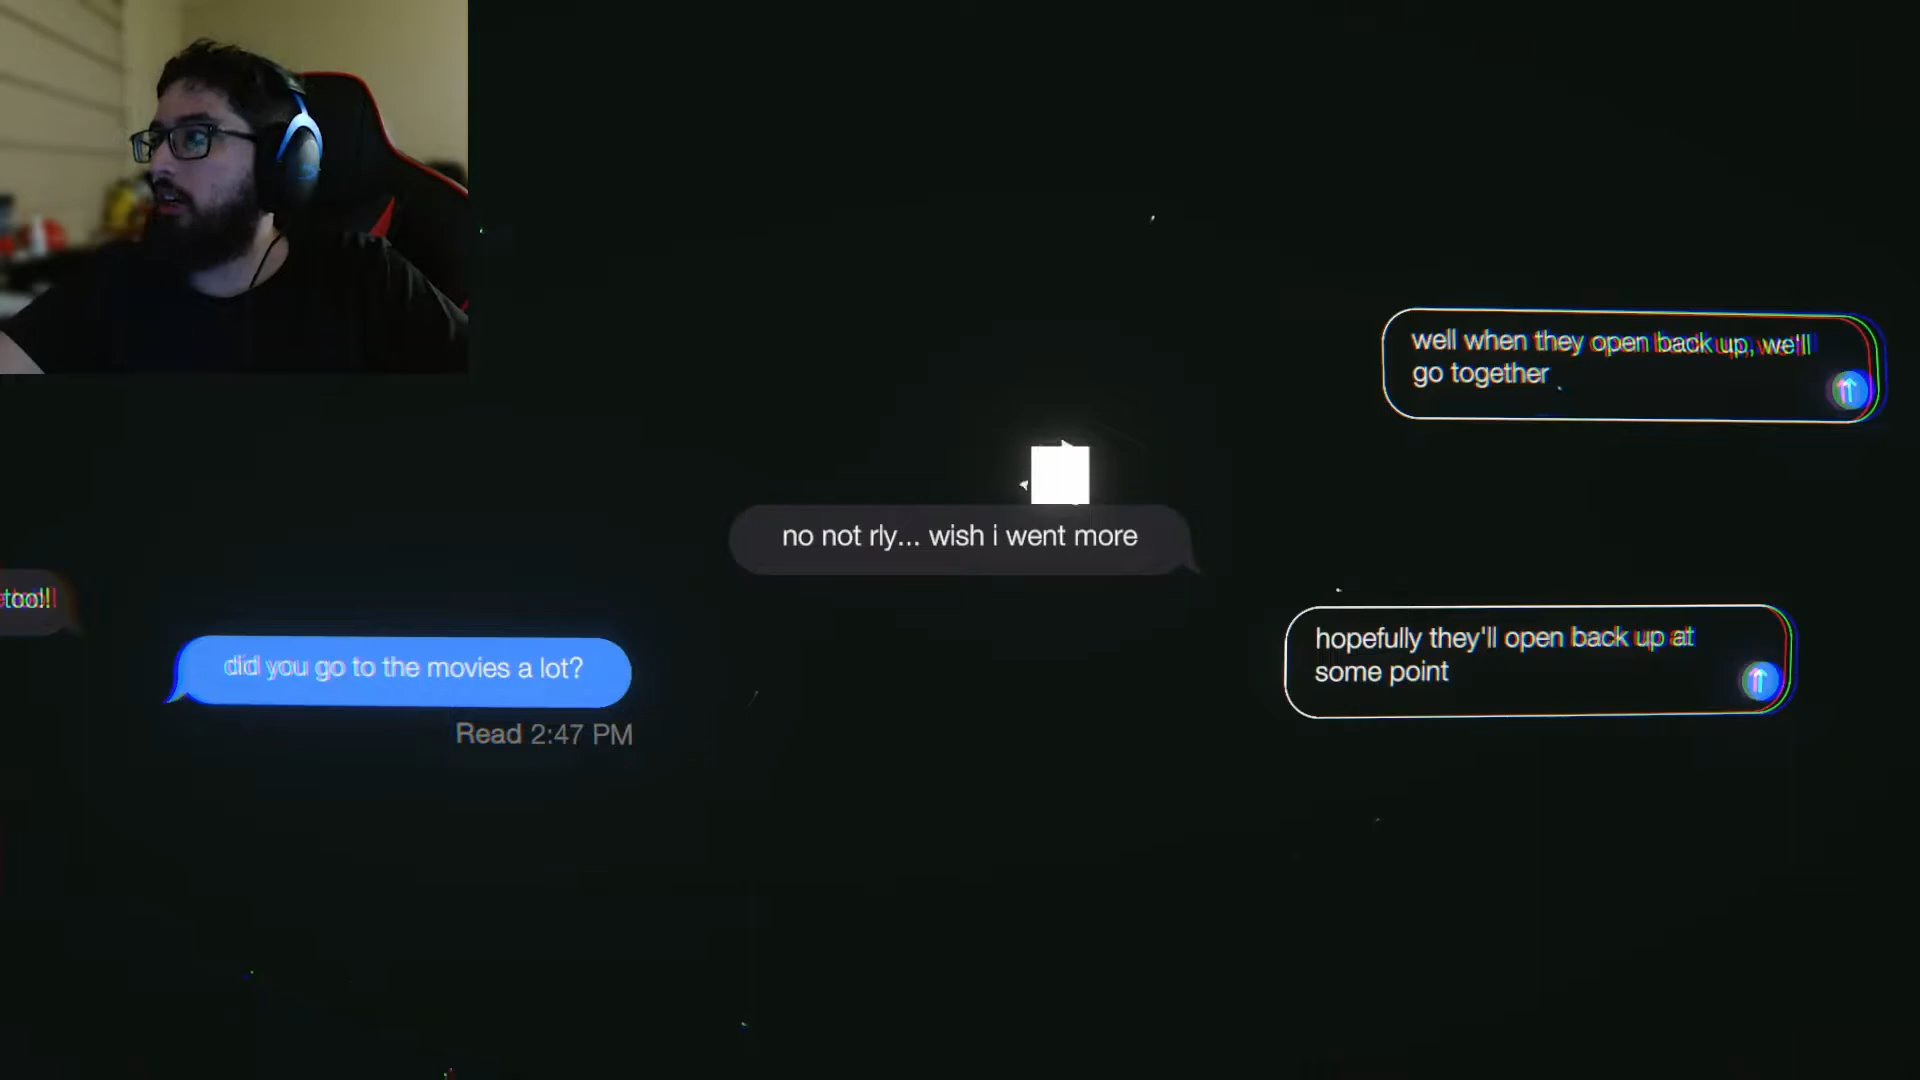 well when they open back up, we'll
go together
no not rly... wish i went more
too!!
did you go to the movies a lot?
Read 2:47 PM
hopefully they'll open back up at
some point